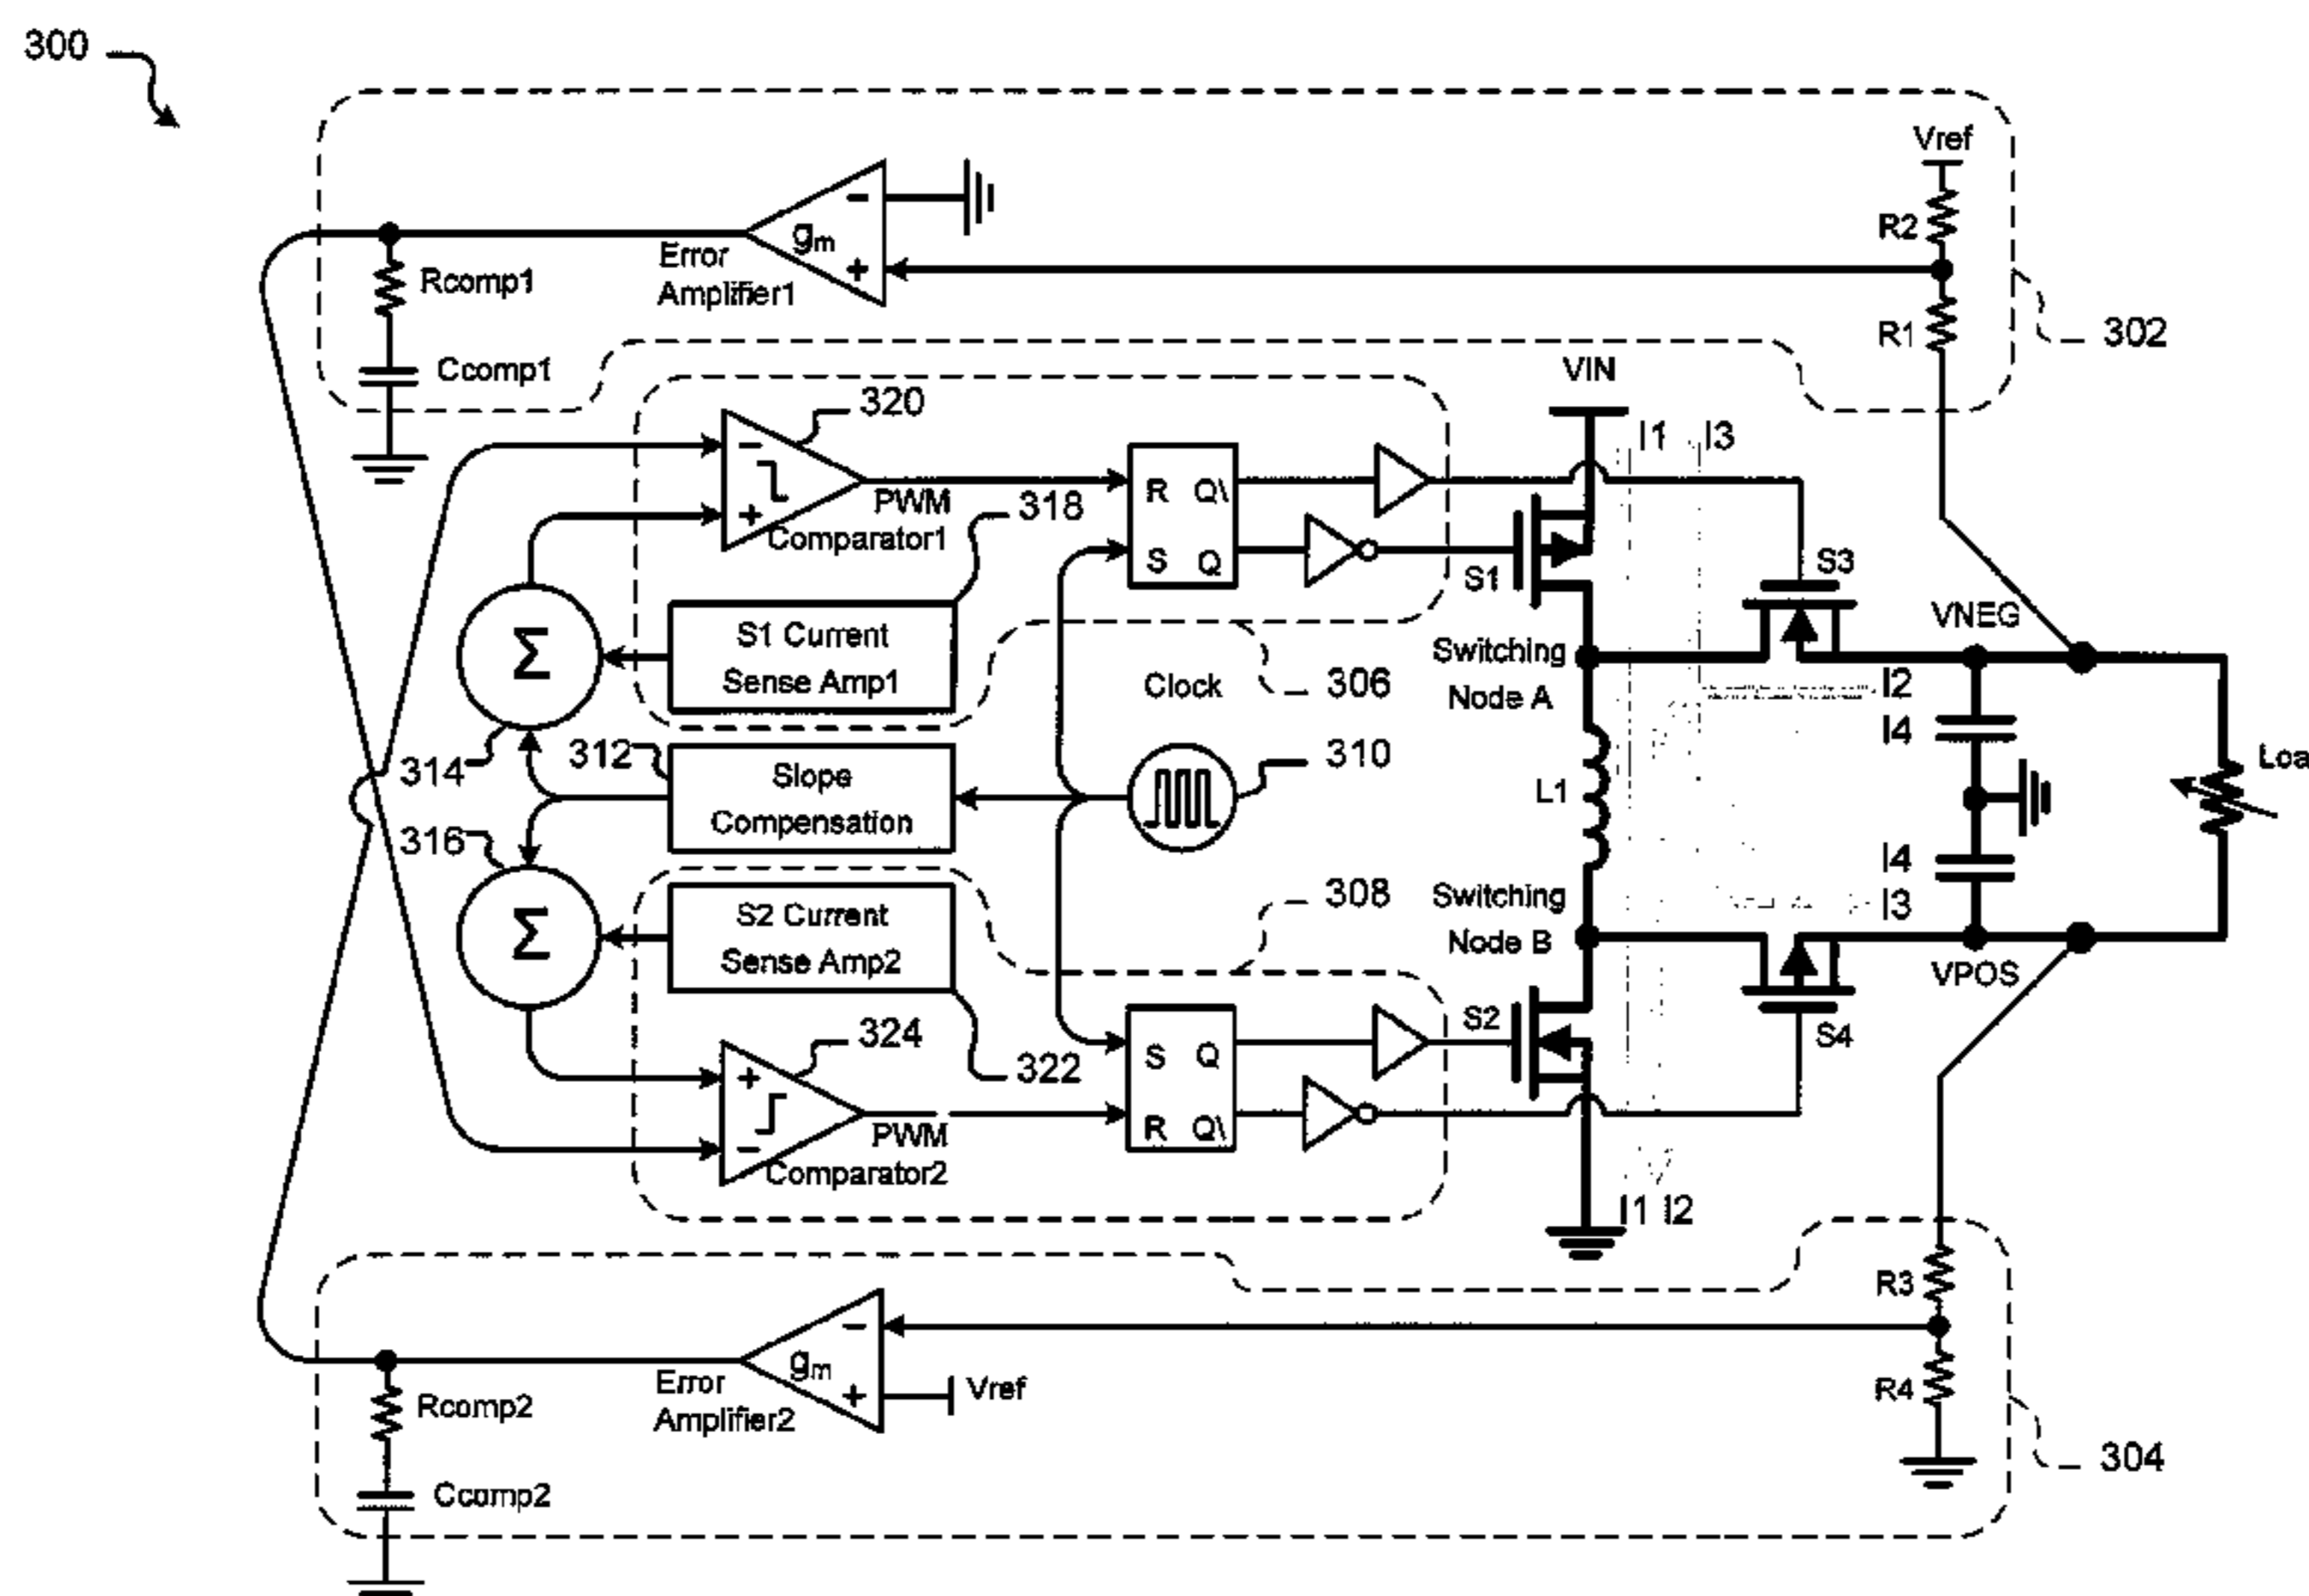 300
Vref
R2
gm
-
+
Error
Amplifier1
Rcomp1
R1
302
Ccomp1
VIN
320
I1 I3
-
+
PWM
Comparator1
318
R Q\
S Q
S1
S3
Σ
S1 Current
Sense Amp1
VNEG
Switching
Node A
Clock
306
I2
I4
314
312
Slope
Compensation
310
L1
316
I4
I3
308
Switching
Node B
Σ
S2 Current
Sense Amp2
VPOS
324
322
S2
S4
S Q
R Q\
+
-
PWM
Comparator2
I1 I2
R3
gm
-
+
Vref
Error
Amplifier2
R4
Rcomp2
304
Ccomp2